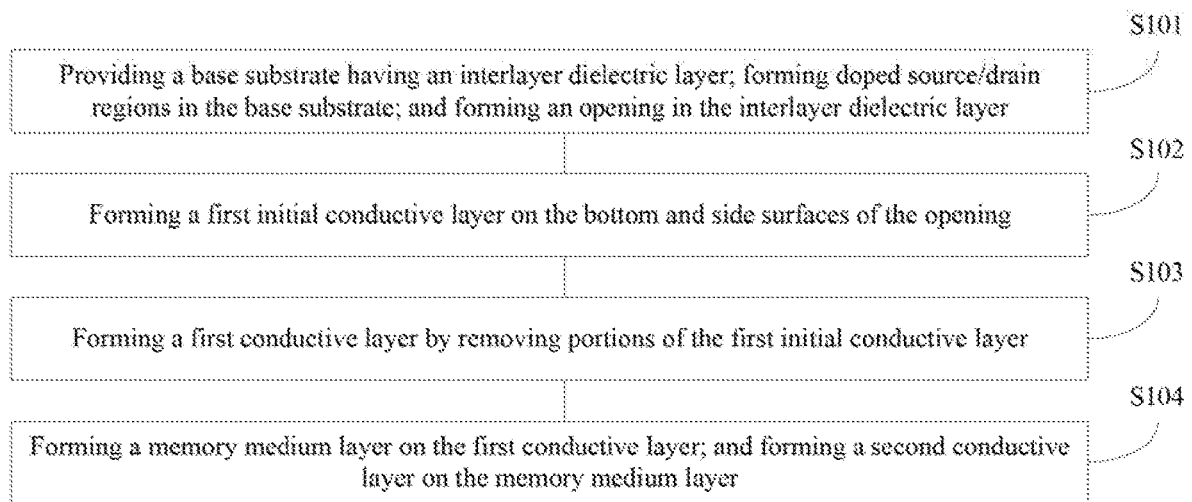 S101
Providing a base substrate having an interlayer dielectric layer; forming doped source/drain
regions in the base substrate; and forming an opening in the interlayer dielectric layer
S102
Forming a first initial conductive layer on the bottom and side surfaces of the opening
S103
Forming a first conductive layer by removing portions of the first initial conductive layer
S104
Forming a memory medium layer on the first conductive layer; and forming a second conductive
layer on the memory medium layer